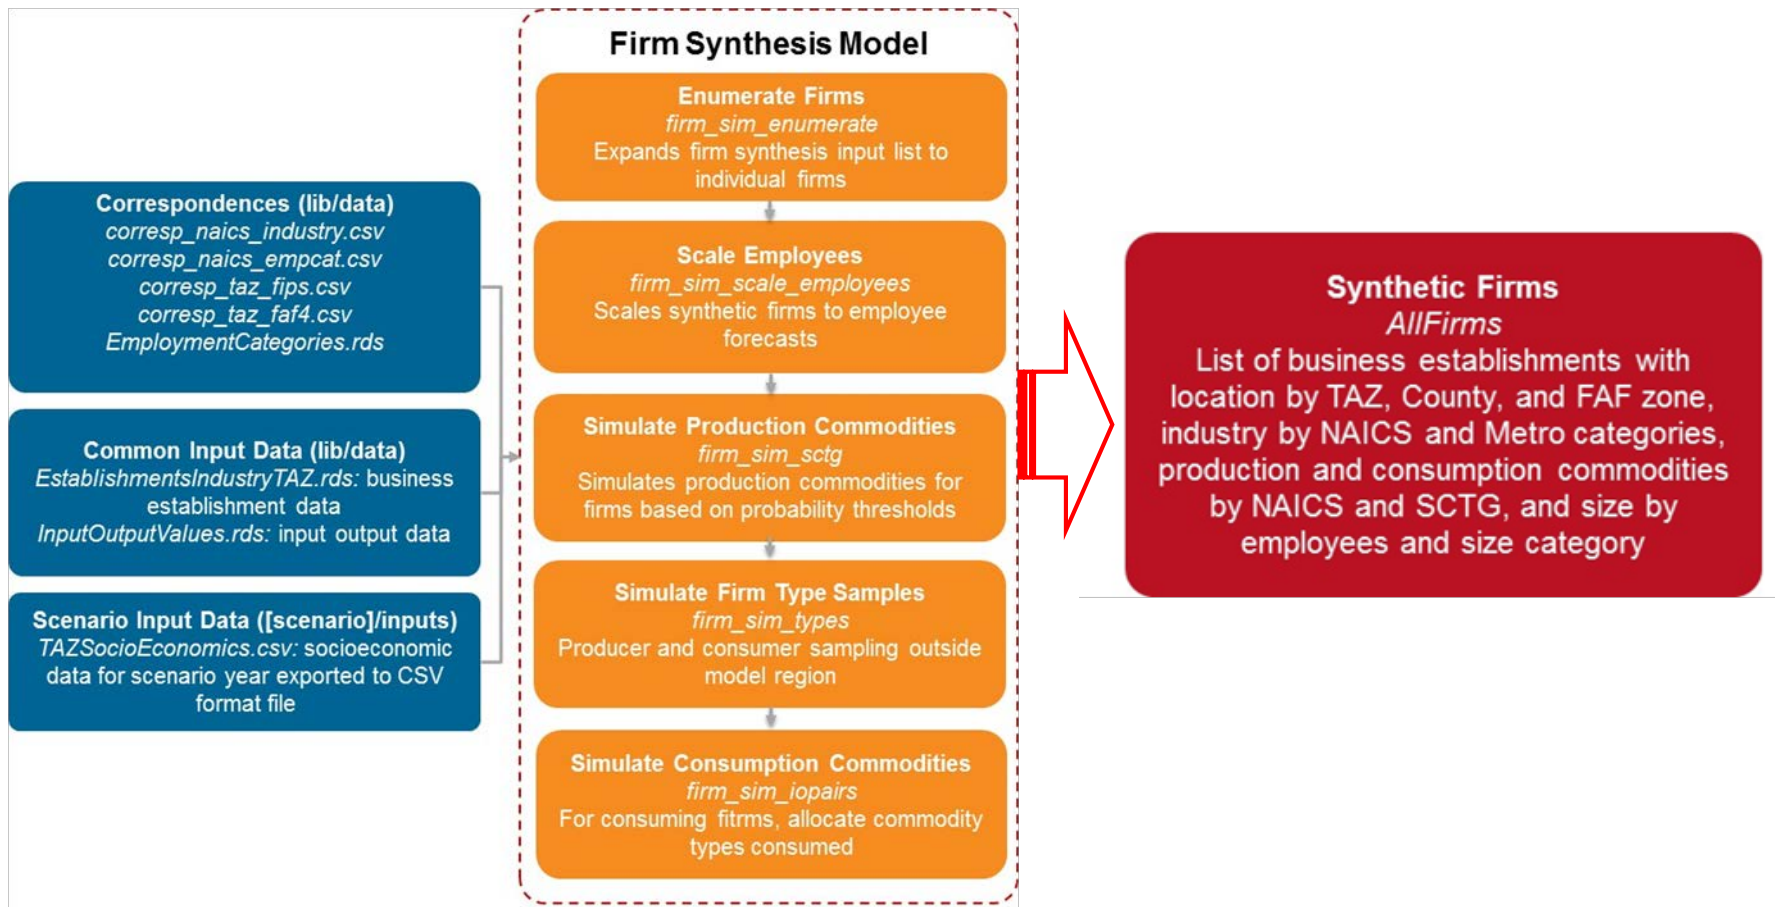 Firm Synthesis Model
Correspondences (lib/data)
corresp_naics_industry.csv
corresp_naics_empcat.csv
corresp_taz_fips.csv
corresp_taz_faf4.csv
EmploymentCategories.rds
Common Input Data (lib/data)
EstablishmentsIndustryTAZ.rds: business
establishment data
InputOutputValues.rds: input output data
Scenario Input Data ([scenario]/inputs)
TAZSocioEconomics.csv: socioeconomic
data for scenario year exported to CSV
format file
Enumerate Firms
firm_sim_enumerate
Expands firm synthesis input list to
individual firms
Scale Employees
firm_sim_scale_employees
Scales synthetic firms to employee
forecasts
Simulate Production Commodities
firm_sim_sctg
Simulates production commodities for
firms based on probability thresholds
Simulate Firm Type Samples
firm_sim_types
Producer and consumer sampling outside
model region
Simulate Consumption Commodities
firm_sim_iopairs
For consuming fitrms, allocate commodity
types consumed
Synthetic Firms
AllFirms
List of business establishments with
location by TAZ, County, and FAF zone,
industry by NAICS and Metro categories,
production and consumption commodities
by NAICS and SCTG, and size by
employees and size category